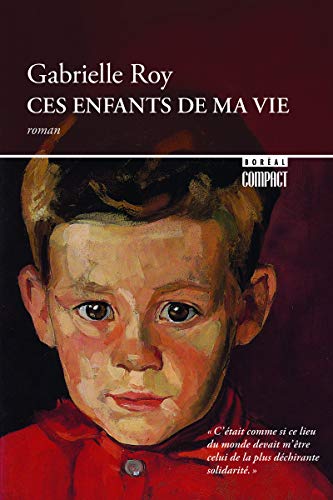 Gabrielle Roy
CES ENFANTS DE MA VIE
roman
BORÉAL
COMPACT
« C'était comme si ce lieu
du monde devait m'être
celui de la plus déchirante
solidarité. »